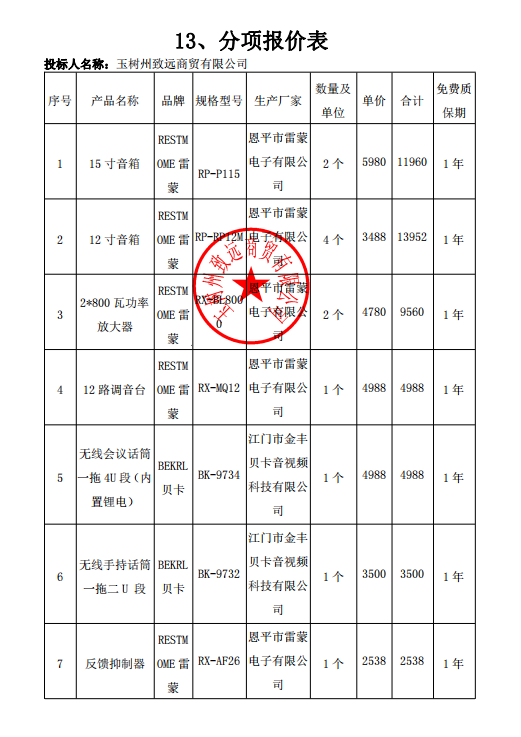 13、分项报价表
投标人名称：玉树州致远商贸有限公司
序号 产品名称 品牌 规格型号 生产厂家 数量及单位 单价 合计 免费质保期
1 15 寸音箱 RESTMOME 雷蒙 RP-P115 恩平市雷蒙电子有限公司 2 个 5980 11960 1 年
2 12 寸音箱 RESTMOME 雷蒙 RP-RP12M 恩平市雷蒙电子有限公司 4 个 3488 13952 1 年
3 2*800 瓦功率放大器 RESTMOME 雷蒙 恩平市雷蒙电子有限公司 2 个 4780 9560 1 年
4 12 路调音台 RESTMOME 雷蒙 RX-MQ12 恩平市雷蒙电子有限公司 1 个 4988 4988 1 年
5 无线会议话筒一拖 4U 段（内置锂电） BEKRL 贝卡 BK-9734 江门市金丰贝卡音视频科技有限公司 1 个 4988 4988 1 年
6 无线手持话筒一拖二 U 段 BEKRL 贝卡 BK-9732 江门市金丰贝卡音视频科技有限公司 1 个 3500 3500 1 年
7 反馈抑制器 RESTMOME 雷蒙 RX-AF26 恩平市雷蒙电子有限公司 1 个 2538 2538 1 年
玉树州致远商贸有限公司